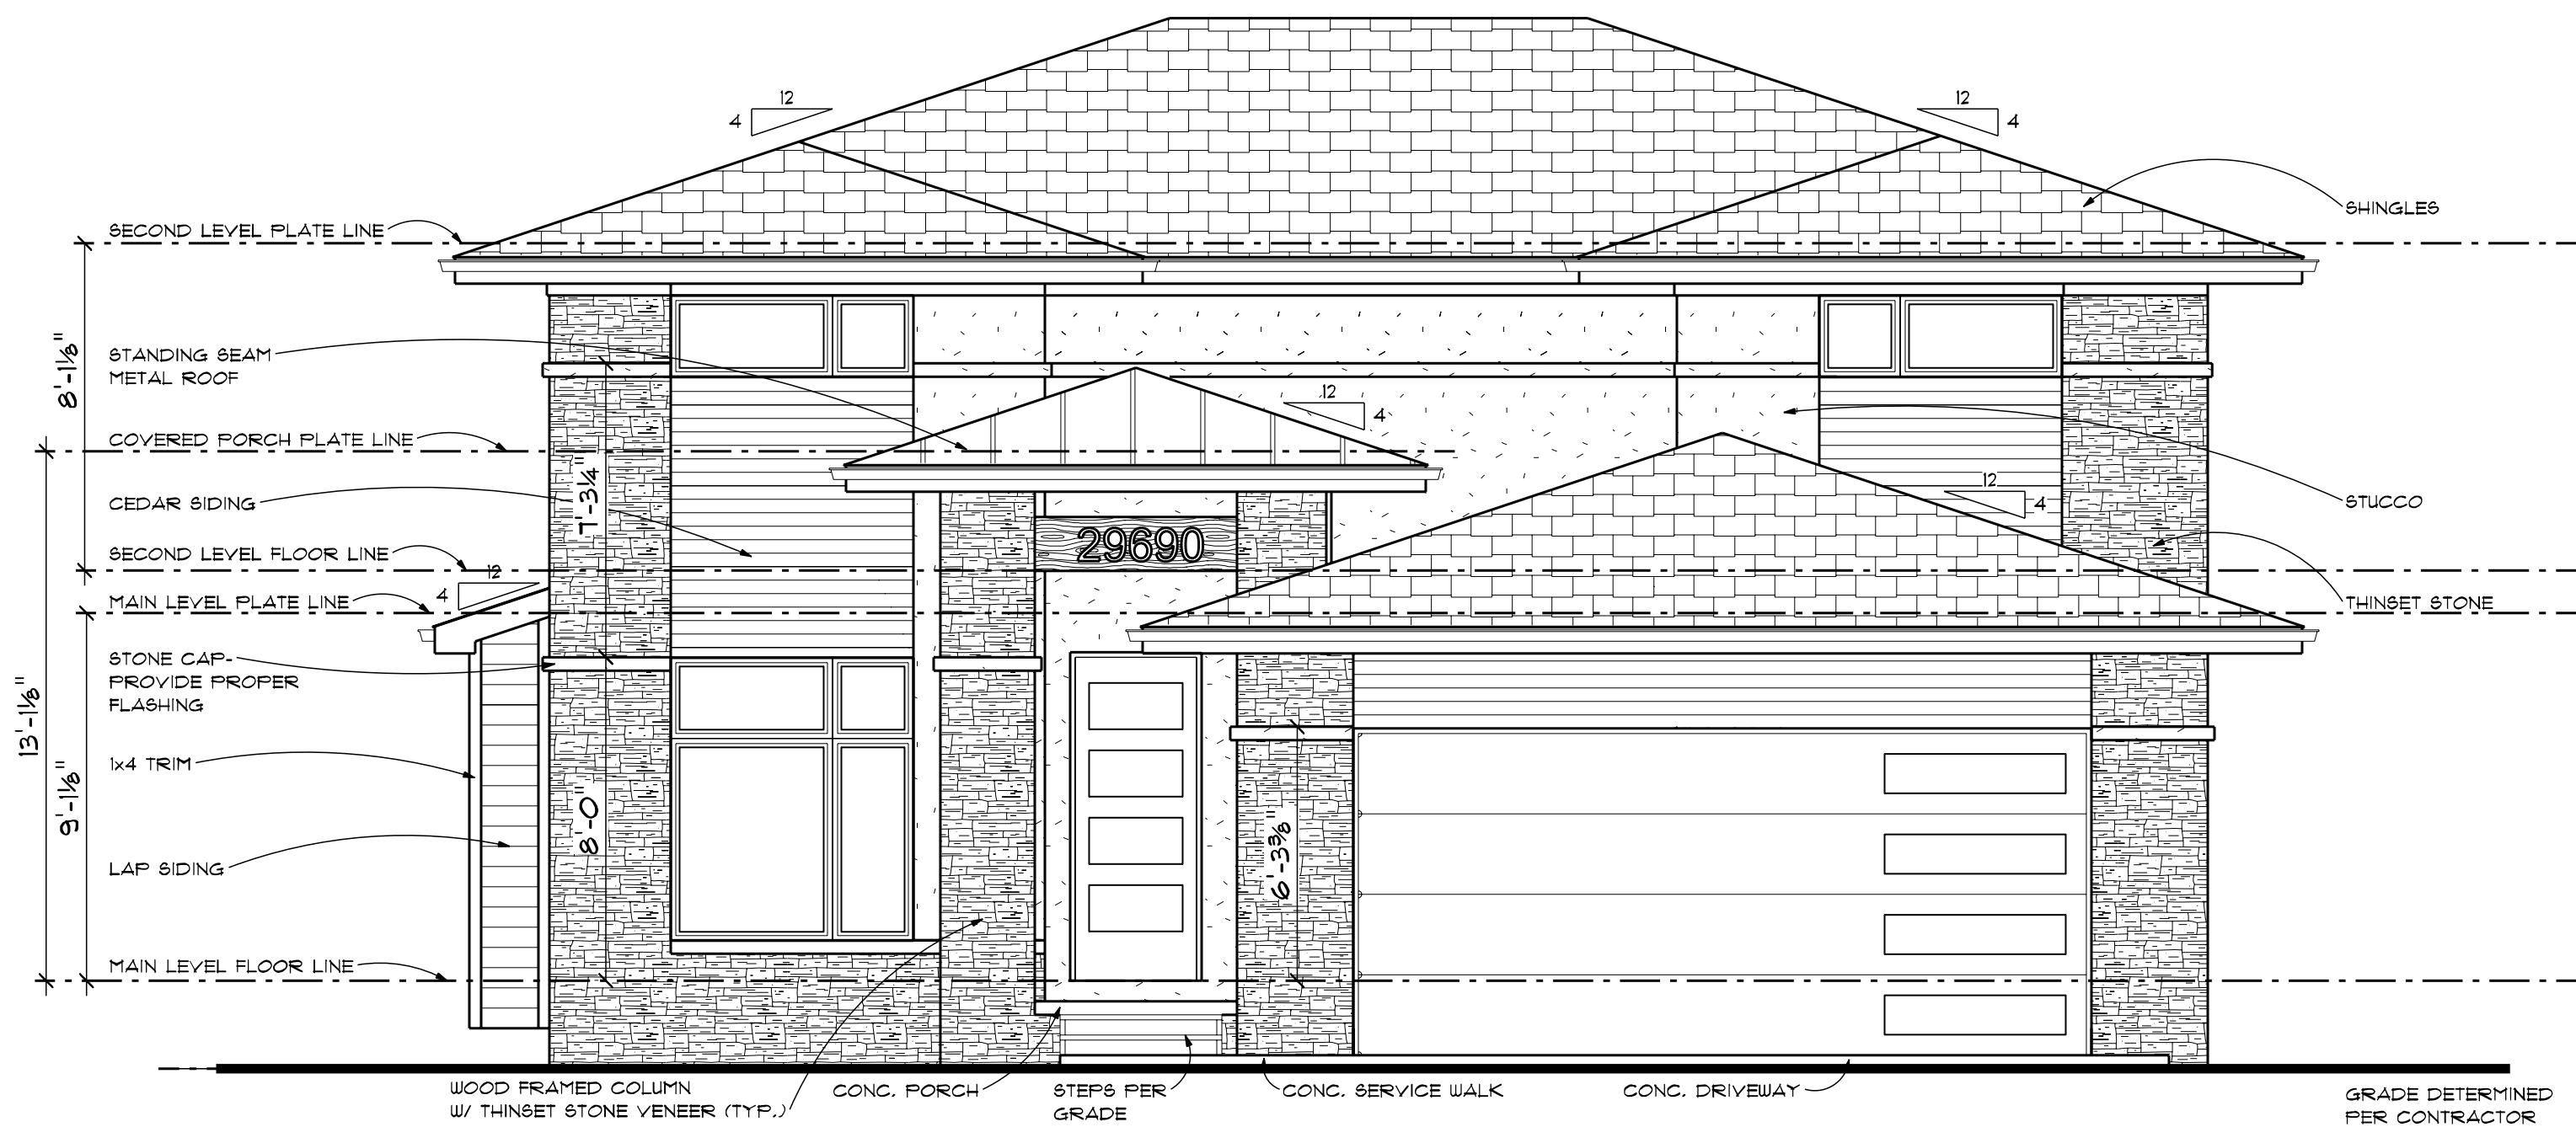 12
4
12
4
SECOND LEVEL PLATE LINE
SHINGLES
8'-1⅛"
STANDING SEAM
METAL ROOF
12
4
COVERED PORCH PLATE LINE
7'-3¼"
12
4
CEDAR SIDING
STUCCO
29690
SECOND LEVEL FLOOR LINE
12
4
MAIN LEVEL PLATE LINE
THINSET STONE
STONE CAP-
PROVIDE PROPER
FLASHING
13'-1⅛"
9'-1⅛"
1x4 TRIM
8'-0"
6'-3⅜"
LAP SIDING
MAIN LEVEL FLOOR LINE
WOOD FRAMED COLUMN
W/ THINSET STONE VENEER (TYP.)
CONC. PORCH
STEPS PER
GRADE
CONC. SERVICE WALK
CONC. DRIVEWAY
GRADE DETERMINED
PER CONTRACTOR